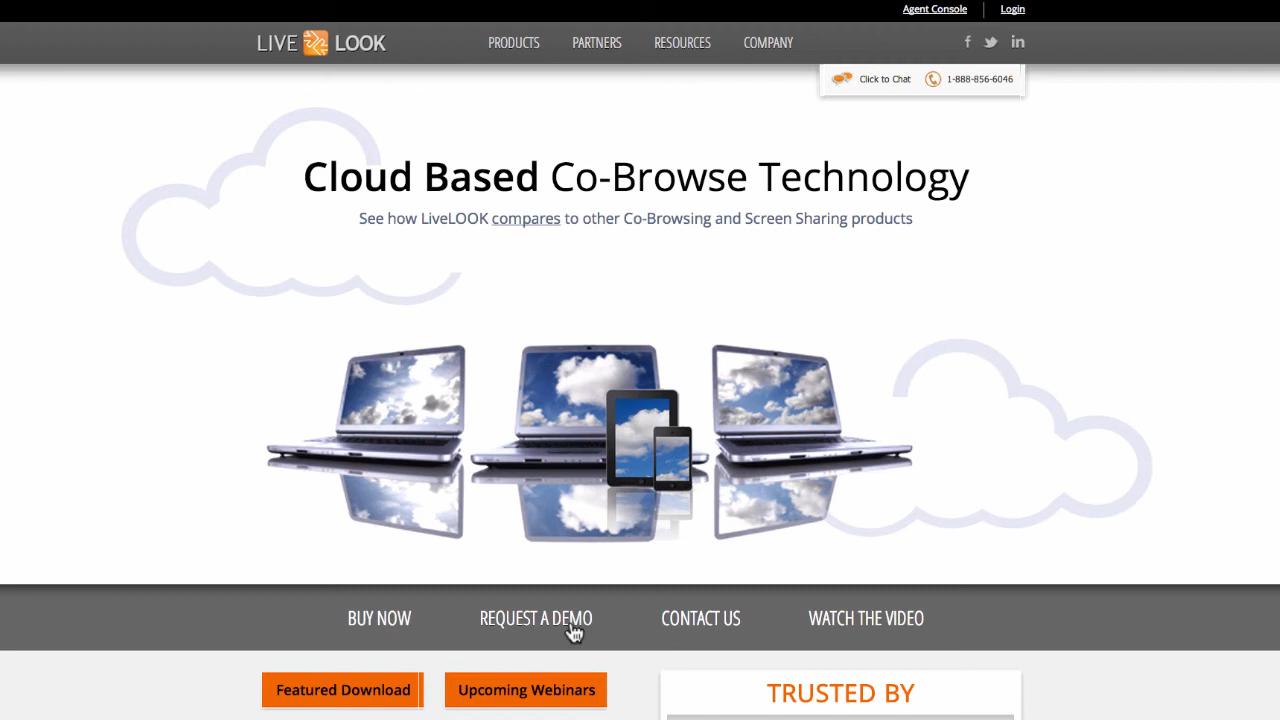 Agent Console
Login
LIVE LOOK
PRODUCTS
PARTNERS
RESOURCES
COMPANY
Click to Chat
1-888-856-6046
Cloud Based Co-Browse Technology
See how LiveLOOK compares to other Co-Browsing and Screen Sharing products
BUY NOW
REQUEST A DEMO
CONTACT US
WATCH THE VIDEO
Featured Download
Upcoming Webinars
TRUSTED BY